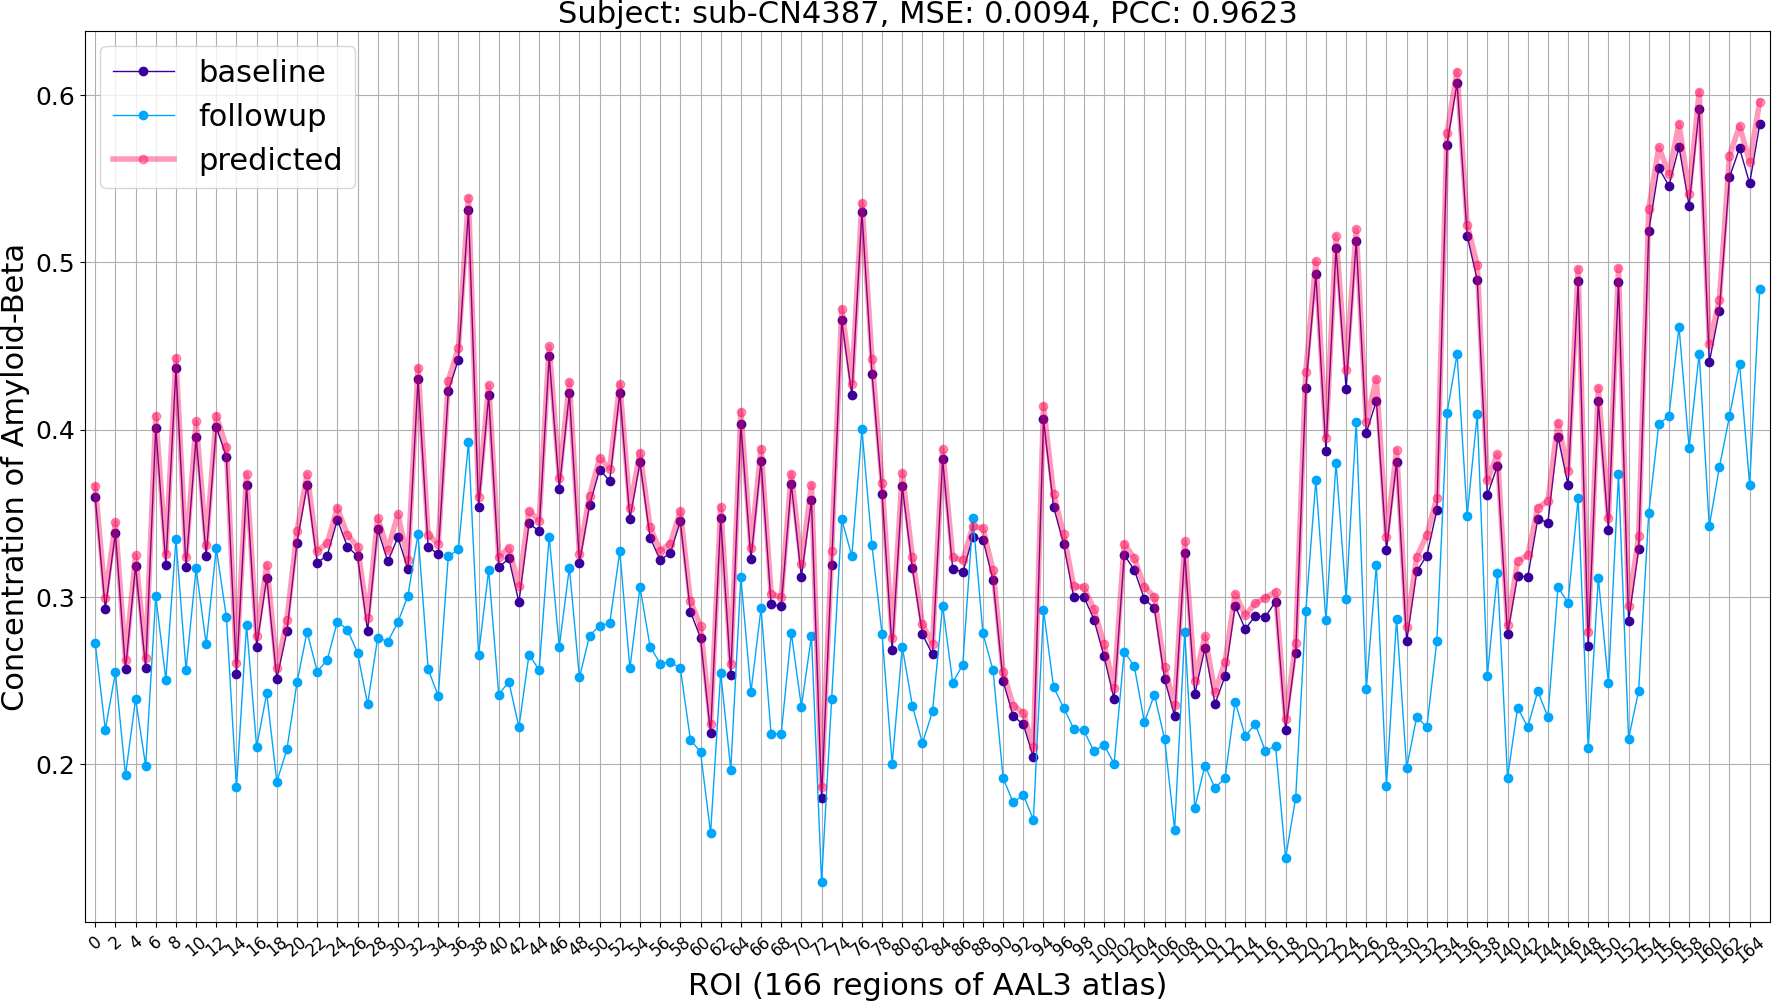 Subject: sub-CN4387, MSE: 0.0094, PCC: 0.9623
baseline
followup
predicted
0.6
0.5
0.4
0.3
0.2
Concentration of Amyloid-Beta
0 2 4 6 8 10 12 14 16 18 20 22 24 26 28 30 32 34 36 38 40 42 44 46 48 50 52 54 56 58 60 62 64 66 68 70 72 74 76 78 80 82 84 86 88 90 92 94 96 98 100 102 104 106 108 110 112 114 116 118 120 122 124 126 128 130 132 134 136 138 140 142 144 146 148 150 152 154 156 158 160 162 164
ROI (166 regions of AAL3 atlas)